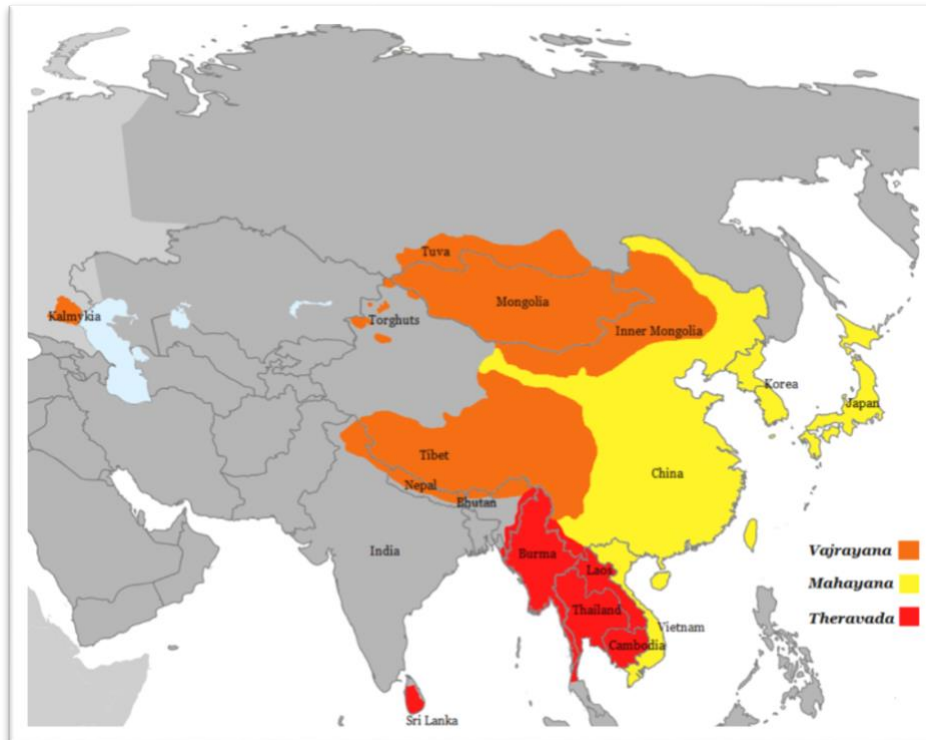 Tuva
Kalmykia
Torghuts
Mongolia
Inner Mongolia
Korea
Japan
Tibet
Nepal
Bhutan
China
India
Burma
Laos
Thailand
Vietnam
Cambodia
Sri Lanka
Vajrayana
Mahayana
Theravada